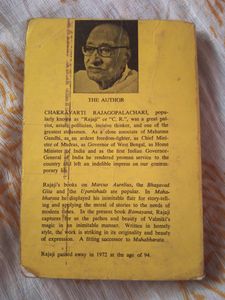 THE AUTHOR
CHAKRAVARTI RAJAGOPALACHARI, popu-
larly known as "Rajaji" or "C. R.", was a great pat-
riot, astute politician, incisive thinker, and one of the
greatest statesmen. As a close associate of Mahatma
Gandhi, as an ardent freedom-fighter, as Chief Mini-
ster of Madras, as Governor of West Bengal, as Home
Minister of India and as the first Indian Governor-
General of India he rendered yeoman service to the
country and left an indelible impress on our contem-
porary life.
Rajaji's books on Marcus Aurelius, the Bhagavad
Gita and the Upanishads are popular. In Maha-
bharata he displayed his inimitable flair for story-tell-
ing and applying the moral of stories to the needs of
modern times. In the present book Ramayana, Rajaji
captures for us the pathos and beauty of Valmiki's
magic in an inimitable manner. Written in homely
style, the work is striking in its originality and beauty
of expression. A fitting successor to Mahabharata.
Rajaji passed away in 1972 at the age of 94.